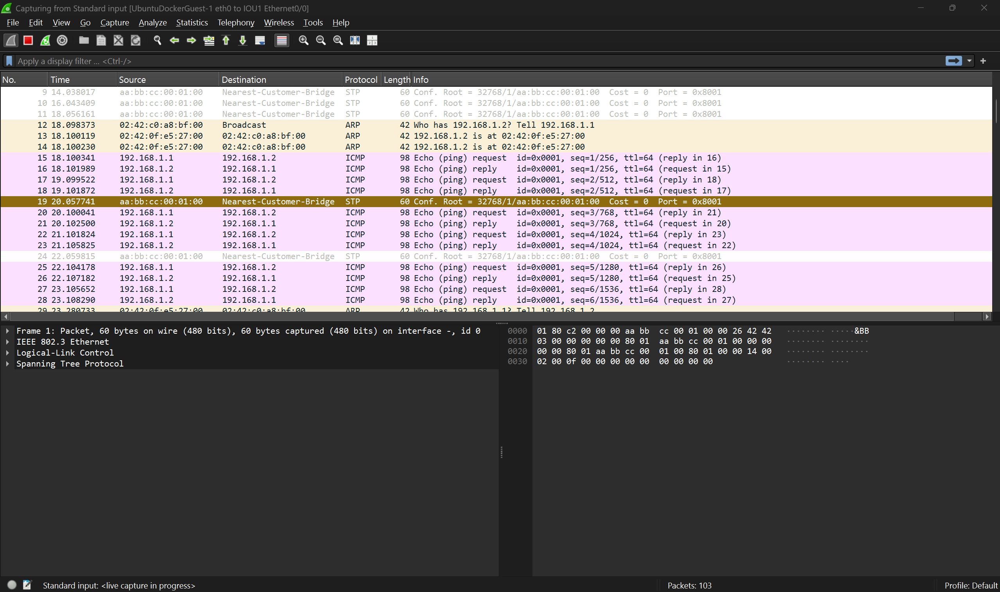 Capturing from Standard input [UbuntuDockerGuest-1 eth0 to IOU1 Ethernet0/0]
File Edit View Go Capture Analyze Statistics Telephony Wireless Tools Help
Apply a display filter ... <Ctrl-/>
No. Time Source Destination Protocol Length Info
9 14.038017 aa:bb:cc:00:01:00 Nearest-Customer-Bridge STP 60 Conf. Root = 32768/1/aa:bb:cc:00:01:00 Cost = 0 Port = 0x8001
10 16.043409 aa:bb:cc:00:01:00 Nearest-Customer-Bridge STP 60 Conf. Root = 32768/1/aa:bb:cc:00:01:00 Cost = 0 Port = 0x8001
11 18.056161 aa:bb:cc:00:01:00 Nearest-Customer-Bridge STP 60 Conf. Root = 32768/1/aa:bb:cc:00:01:00 Cost = 0 Port = 0x8001
12 18.098373 02:42:c0:a8:bf:00 Broadcast ARP 42 Who has 192.168.1.2? Tell 192.168.1.1
13 18.100119 02:42:0f:e5:27:00 02:42:c0:a8:bf:00 ARP 42 192.168.1.2 is at 02:42:0f:e5:27:00
14 18.100230 02:42:0f:e5:27:00 02:42:c0:a8:bf:00 ARP 42 192.168.1.2 is at 02:42:0f:e5:27:00
15 18.100341 192.168.1.1 192.168.1.2 ICMP 98 Echo (ping) request id=0x0001, seq=1/256, ttl=64 (reply in 16)
16 18.101989 192.168.1.2 192.168.1.1 ICMP 98 Echo (ping) reply id=0x0001, seq=1/256, ttl=64 (request in 15)
17 19.099522 192.168.1.1 192.168.1.2 ICMP 98 Echo (ping) request id=0x0001, seq=2/512, ttl=64 (reply in 18)
18 19.101872 192.168.1.2 192.168.1.1 ICMP 98 Echo (ping) reply id=0x0001, seq=2/512, ttl=64 (request in 17)
19 20.057741 aa:bb:cc:00:01:00 Nearest-Customer-Bridge STP 60 Conf. Root = 32768/1/aa:bb:cc:00:01:00 Cost = 0 Port = 0x8001
20 20.100041 192.168.1.1 192.168.1.2 ICMP 98 Echo (ping) request id=0x0001, seq=3/768, ttl=64 (reply in 21)
21 20.102500 192.168.1.2 192.168.1.1 ICMP 98 Echo (ping) reply id=0x0001, seq=3/768, ttl=64 (request in 20)
22 21.101824 192.168.1.1 192.168.1.2 ICMP 98 Echo (ping) request id=0x0001, seq=4/1024, ttl=64 (reply in 23)
23 21.105825 192.168.1.2 192.168.1.1 ICMP 98 Echo (ping) reply id=0x0001, seq=4/1024, ttl=64 (request in 22)
24 22.059815 aa:bb:cc:00:01:00 Nearest-Customer-Bridge STP 60 Conf. Root = 32768/1/aa:bb:cc:00:01:00 Cost = 0 Port = 0x8001
25 22.104178 192.168.1.1 192.168.1.2 ICMP 98 Echo (ping) request id=0x0001, seq=5/1280, ttl=64 (reply in 26)
26 22.107182 192.168.1.2 192.168.1.1 ICMP 98 Echo (ping) reply id=0x0001, seq=5/1280, ttl=64 (request in 25)
27 23.105652 192.168.1.1 192.168.1.2 ICMP 98 Echo (ping) request id=0x0001, seq=6/1536, ttl=64 (reply in 28)
28 23.108290 192.168.1.2 192.168.1.1 ICMP 98 Echo (ping) reply id=0x0001, seq=6/1536, ttl=64 (request in 27)
29 23.280733 02:42:0f:e5:27:00 02:42:c0:a8:bf:00 ARP 42 Who has 192.168.1.1? Tell 192.168.1.2
Frame 1: Packet, 60 bytes on wire (480 bits), 60 bytes captured (480 bits) on interface -, id 0
IEEE 802.3 Ethernet
Logical-Link Control
Spanning Tree Protocol
0000 01 80 c2 00 00 00 aa bb cc 00 01 00 00 26 42 42 ········ ·····&BB
0010 03 00 00 00 00 00 80 01 aa bb cc 00 01 00 00 00 ········ ········
0020 00 00 80 01 aa bb cc 00 01 00 80 01 00 00 14 00 ········ ········
0030 02 00 0f 00 00 00 00 00 00 00 00 00 ········ ····
Standard input: <live capture in progress>
Packets: 103
Profile: Default